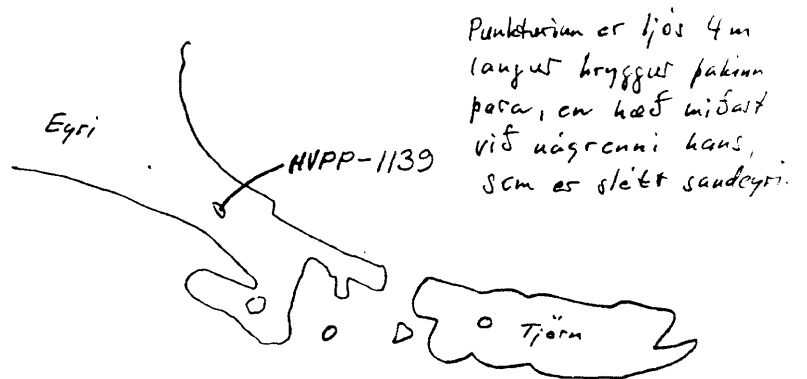 Punkturinn er ljós 4m
langur hryggur þakinn
þara, en hæð miðast
við nágrenni hans,
sem er slétt sandeyri.
Eyri
HVPP-1139
Tjörn